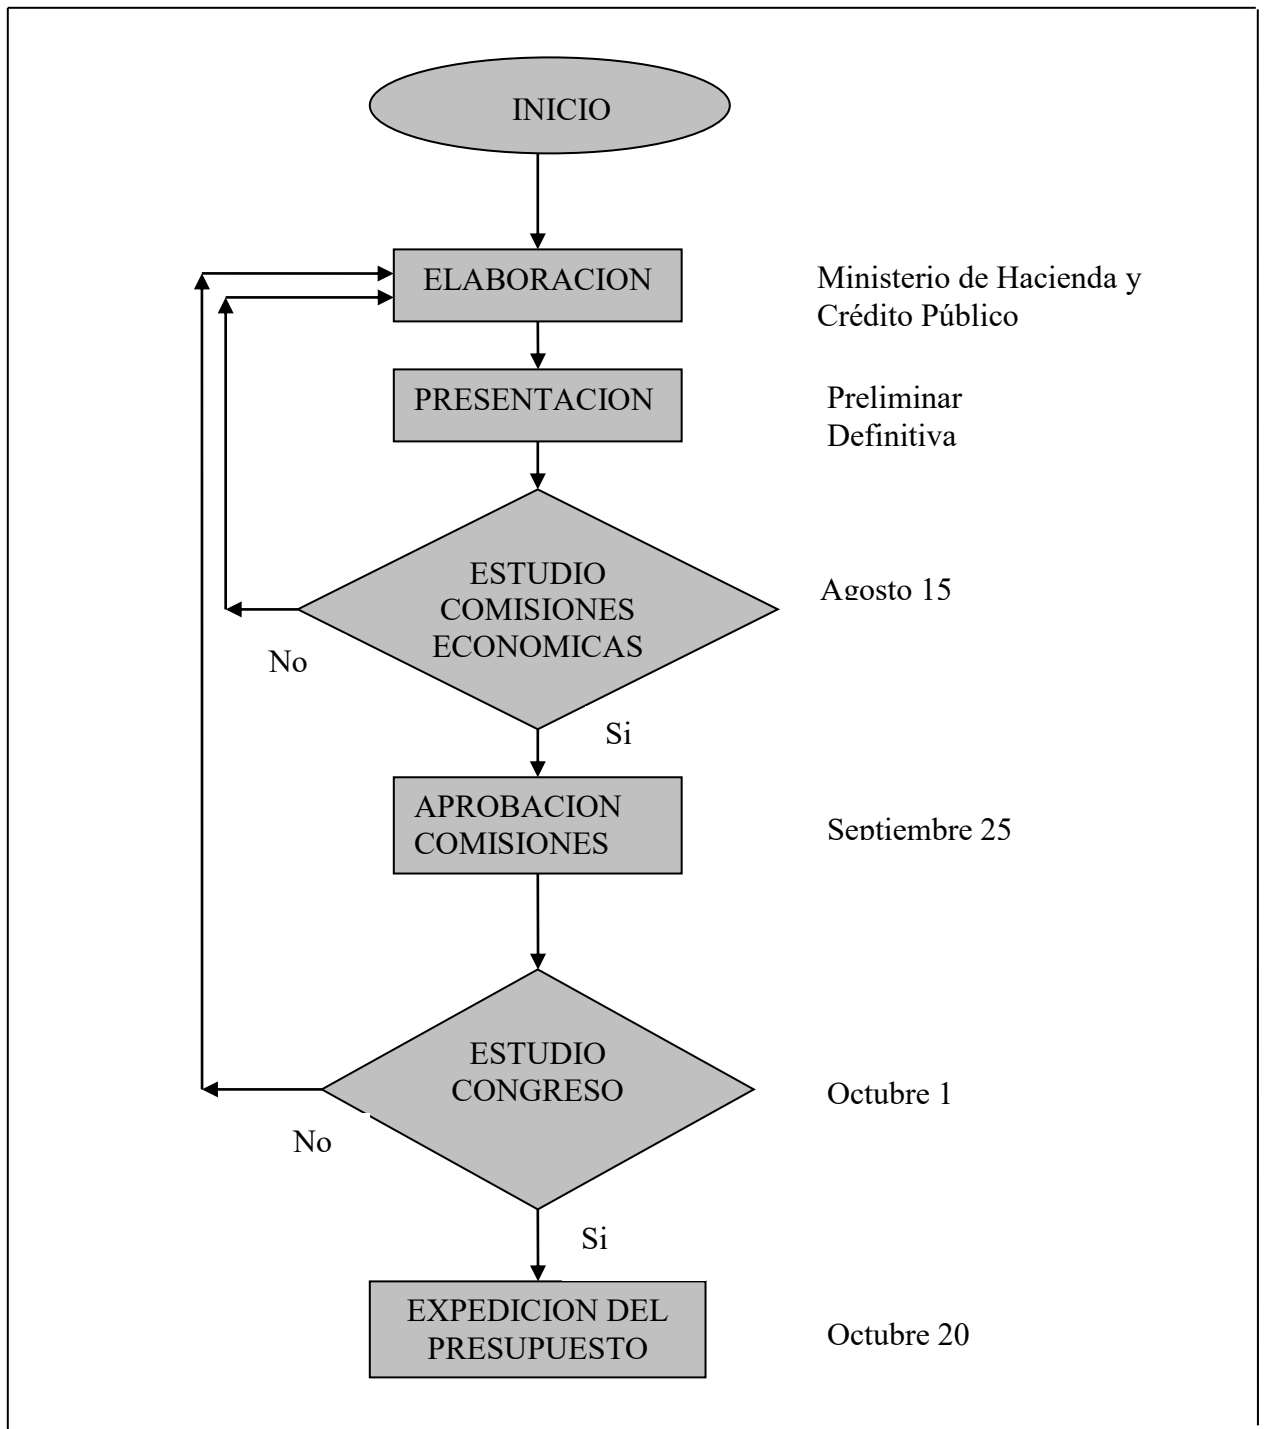 INICIO
ELABORACION
Ministerio de Hacienda y
Crédito Público
PRESENTACION
Preliminar
Definitiva
ESTUDIO
COMISIONES
ECONOMICAS
Agosto 15
No
Si
APROBACION
COMISIONES
Septiembre 25
ESTUDIO
CONGRESO
Octubre 1
No
Si
EXPEDICION DEL
PRESUPUESTO
Octubre 20